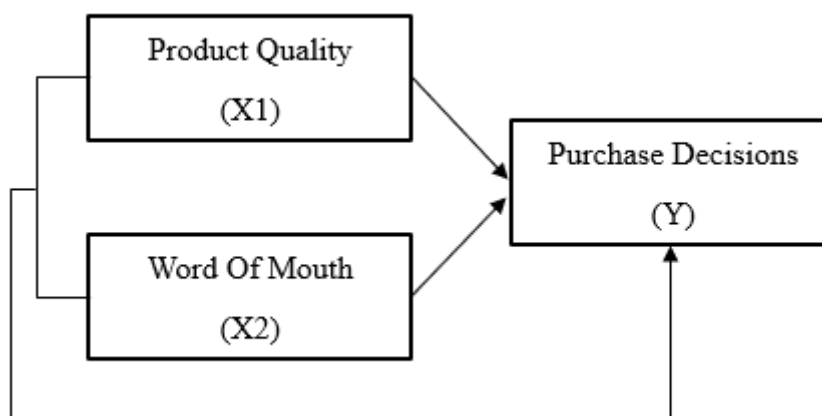 Product Quality
(X1)
Purchase Decisions
(Y)
Word Of Mouth
(X2)